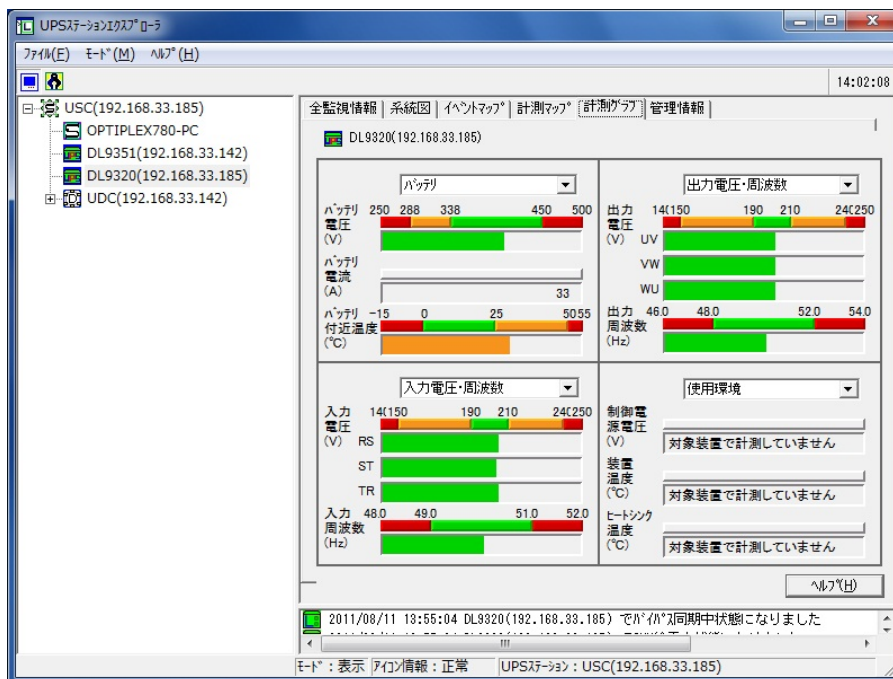 UPSｽﾃｰｼｮﾝｴｸｽﾌﾟﾛｰﾗ
ﾌｧｲﾙ(F) ﾓｰﾄﾞ(M) ﾍﾙﾌﾟ(H)
14:02:08
USC(192.168.33.185)
OPTIPLEX780-PC
DL9351(192.168.33.142)
DL9320(192.168.33.185)
UDC(192.168.33.142)
全監視情報 系統図 ｲﾍﾞﾝﾄﾏｯﾌﾟ 計測ﾏｯﾌﾟ 計測ｸﾞﾗﾌ 管理情報
DL9320(192.168.33.185)
ﾊﾞｯﾃﾘ
ﾊﾞｯﾃﾘ 250 288 338 450 500
電圧
(V)
ﾊﾞｯﾃﾘ
電流
(A) 33
ﾊﾞｯﾃﾘ -15 0 25 5055
付近温度
(℃)
出力電圧・周波数
出力 14(150 190 210 24(250
電圧
(V) UV
VW
WU
出力 46.0 48.0 52.0 54.0
周波数
(Hz)
入力電圧・周波数
入力 14(150 190 210 24(250
電圧
(V) RS
ST
TR
入力 48.0 49.0 51.0 52.0
周波数
(Hz)
使用環境
制御電
源電圧
(V) 対象装置で計測していません
装置
温度
(℃) 対象装置で計測していません
ﾋｰﾄｼﾝｸ
温度
(℃) 対象装置で計測していません
ﾍﾙﾌﾟ(H)
2011/08/11 13:55:04 DL9320(192.168.33.185) でﾊﾞｲﾊﾟｽ同期中状態になりました
ﾓｰﾄﾞ：表示 ｱｲｺﾝ情報：正常 UPSｽﾃｰｼｮﾝ：USC(192.168.33.185)